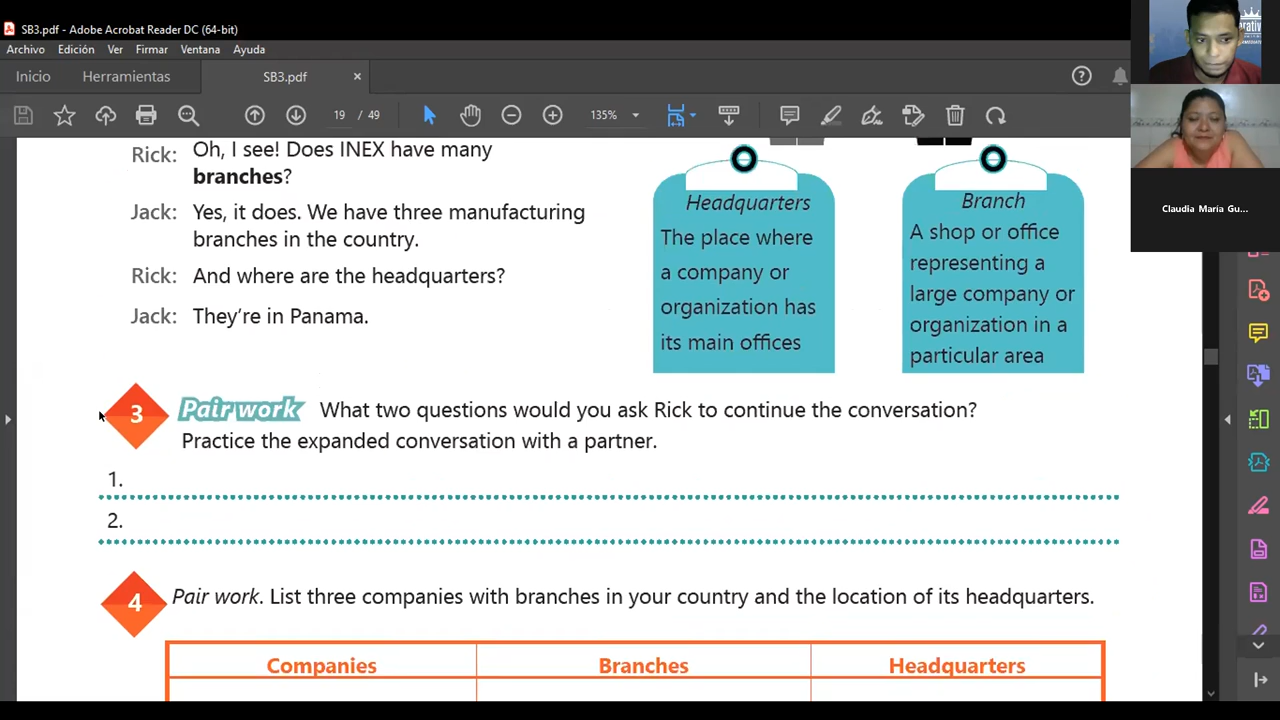 SB3.pdf - Adobe Acrobat Reader DC (64-bit)
Archivo Edición Ver Firmar Ventana Ayuda
Inicio Herramientas SB3.pdf ×
19 / 49 135%
Rick: Oh, I see! Does INEX have many
branches?
Jack: Yes, it does. We have three manufacturing
branches in the country.
Rick: And where are the headquarters?
Jack: They're in Panama.
Headquarters
The place where
a company or
organization has
its main offices
Branch
A shop or office
representing a
large company or
organization in a
particular area
3 Pair work What two questions would you ask Rick to continue the conversation?
Practice the expanded conversation with a partner.
1.
2.
4 Pair work. List three companies with branches in your country and the location of its headquarters.
Companies Branches Headquarters
Claudia María Gu...